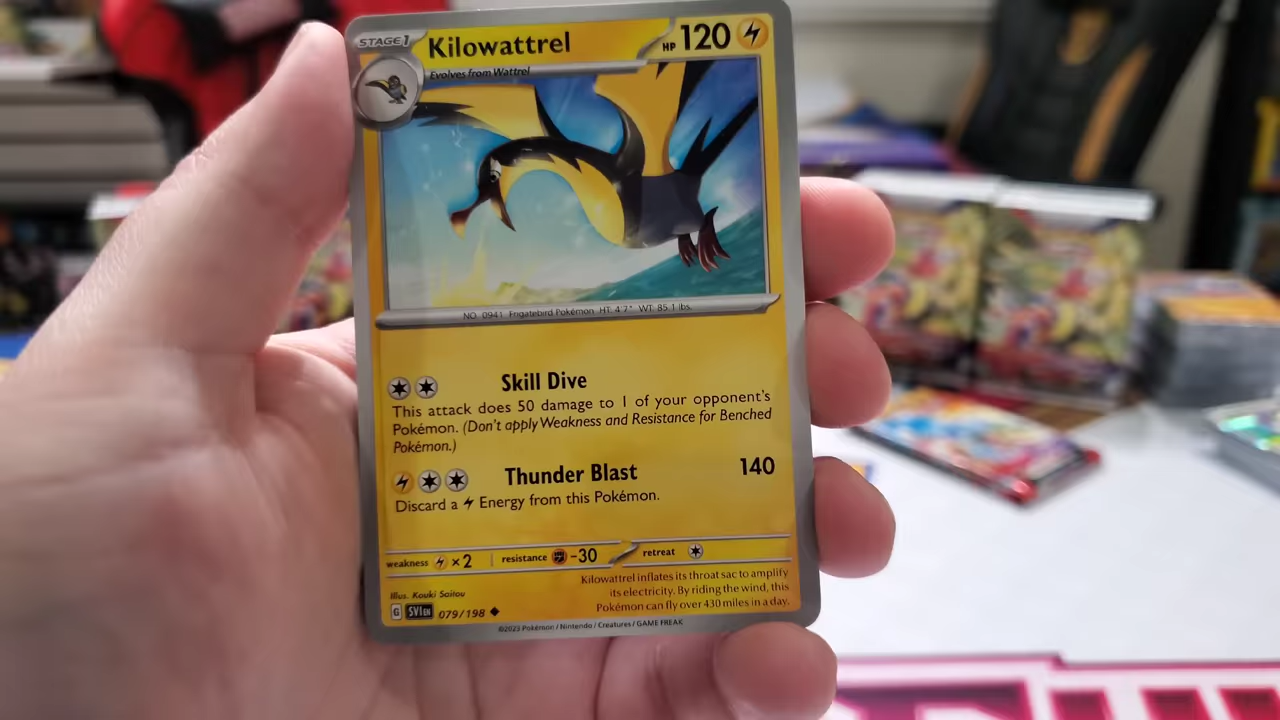 STAGE 1
Kilowattrel
HP 120
Evolves from Wattrel
NO. 0941 Frigatebird Pokémon HT: 4'7" WT: 85.1 lbs.
Skill Dive
This attack does 50 damage to 1 of your opponent's
Pokémon. (Don't apply Weakness and Resistance for Benched
Pokémon.)
Thunder Blast 140
Discard a Energy from this Pokémon.
weakness ×2 resistance -30 retreat
Kilowattrel inflates its throat sac to amplify
its electricity. By riding the wind, this
Pokémon can fly over 430 miles in a day.
Illus. Kouki Saitou
G SVI EN 079/198
©2023 Pokémon / Nintendo / Creatures / GAME FREAK